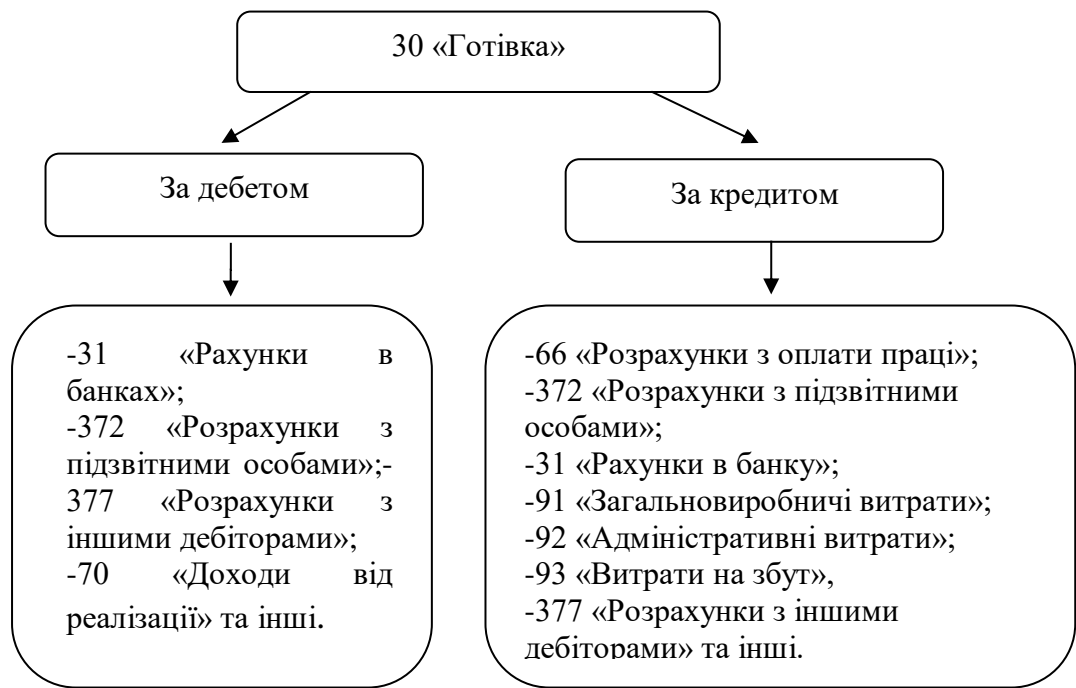 30 «Готівка»
За дебетом
За кредитом
-31 «Рахунки в
банках»;
-372 «Розрахунки з
підзвітними особами»;-
377 «Розрахунки з
іншими дебіторами»;
-70 «Доходи від
реалізації» та інші.
-66 «Розрахунки з оплати праці»;
-372 «Розрахунки з підзвітними
особами»;
-31 «Рахунки в банку»;
-91 «Загальновиробничі витрати»;
-92 «Адміністративні витрати»;
-93 «Витрати на збут»,
-377 «Розрахунки з іншими
дебіторами» та інші.